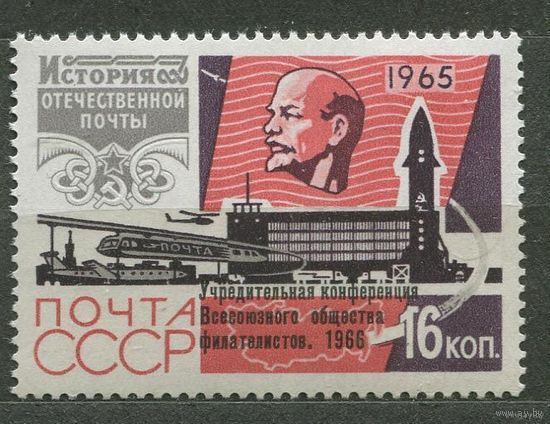 История
отечественной
почты
1965
ПОЧТА
Учредительная конференция
Всесоюзного общества
филателистов. 1966
ПОЧТА
СССР
16 коп.